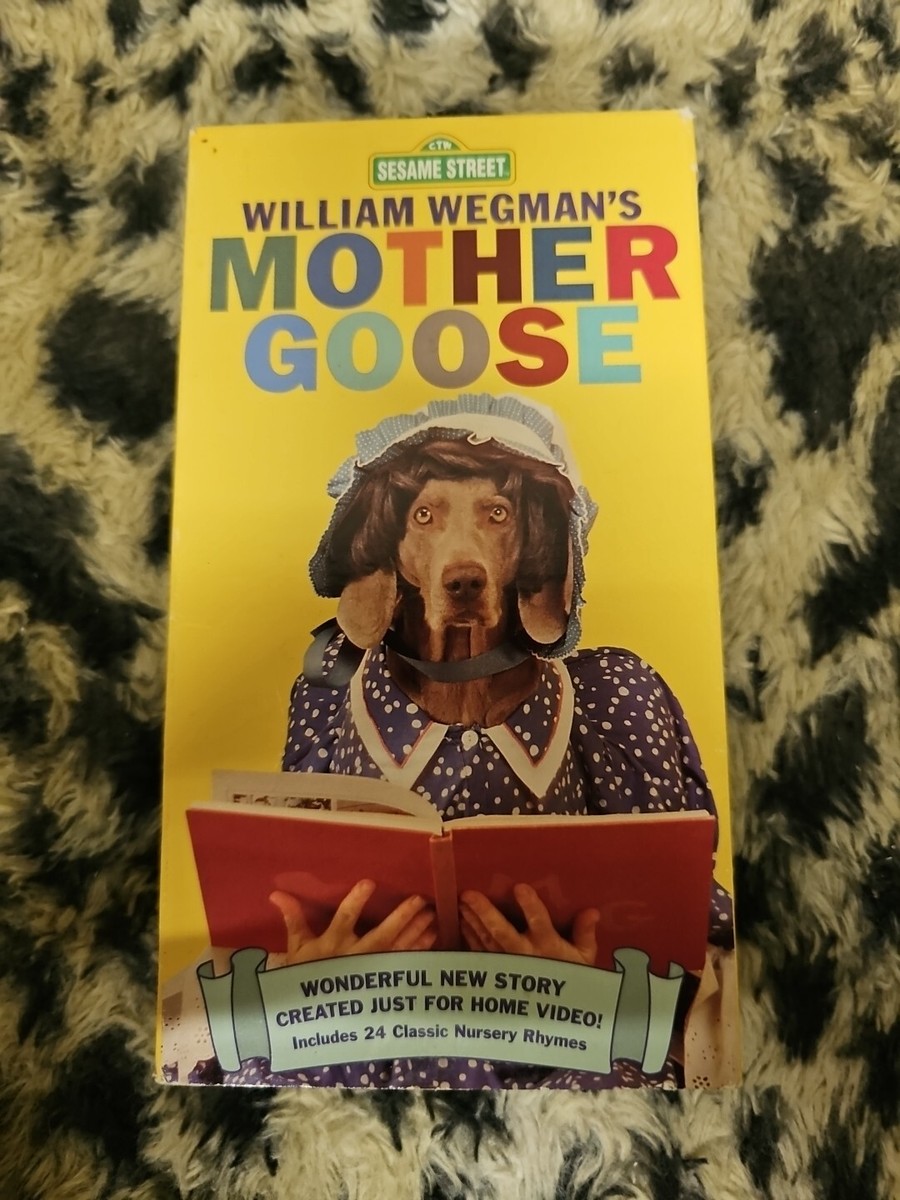 CTW
SESAME STREET
WILLIAM WEGMAN'S
MOTHER
GOOSE
WONDERFUL NEW STORY
CREATED JUST FOR HOME VIDEO!
Includes 24 Classic Nursery Rhymes